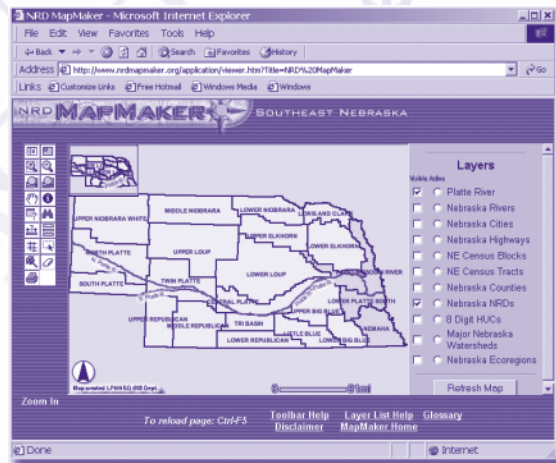 NRD MapMaker - Microsoft Internet Explorer
File Edit View Favorites Tools Help
Back Search Favorites History
Address http://www.nrdmapmaker.org/application/viewer.htm?Title=NRD%20MapMaker Go
Links Customize Links Free Hotmail Windows Media Windows
NRD MAPMAKER SOUTHEAST NEBRASKA
Layers
Visible Active
Platte River
Nebraska Rivers
Nebraska Cities
Nebraska Highways
NE Census Blocks
NE Census Tracts
Nebraska Counties
Nebraska NRDs
8 Digit HUCs
Major Nebraska
Watersheds
Nebraska Ecoregions
Refresh Map
UPPER NIOBRARA WHITE
MIDDLE NIOBRARA
LOWER NIOBRARA
LEWIS AND CLARK
UPPER ELKHORN
LOWER ELKHORN
NORTH PLATTE
UPPER LOUP
LOWER LOUP
SOUTH PLATTE
TWIN PLATTE
CENTRAL PLATTE
LOWER PLATTE SOUTH
UPPER REPUBLICAN
MIDDLE REPUBLICAN
TRI BASIN
UPPER BIG BLUE
LITTLE BLUE
LOWER REPUBLICAN
LOWER BIG BLUE
NEMAHA
Zoom In
To reload page: Ctrl-F5
Toolbar Help Layer List Help Glossary
Disclaimer MapMaker Home
Done Internet